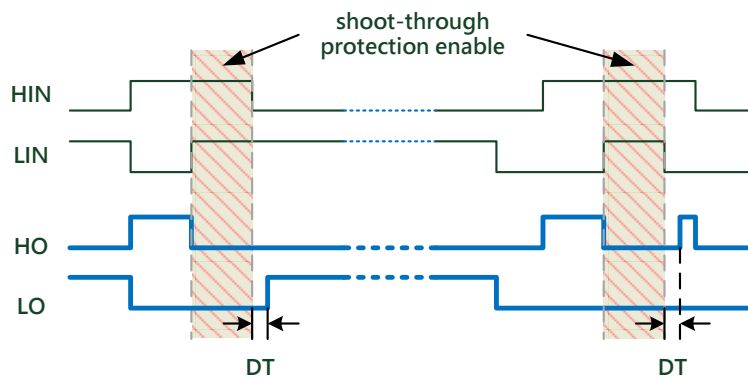 shoot-through
protection enable
HIN
LIN
HO
LO
DT
DT